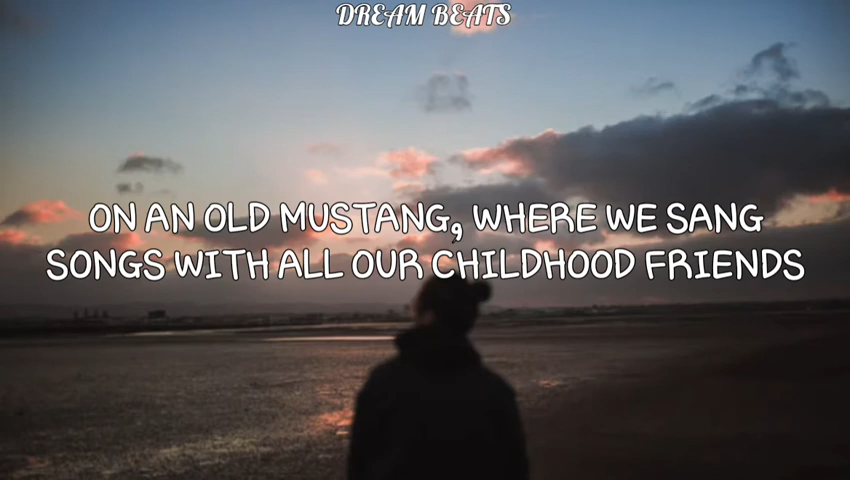 DREAM BEATS
ON AN OLD MUSTANG, WHERE WE SANG
SONGS WITH ALL OUR CHILDHOOD FRIENDS